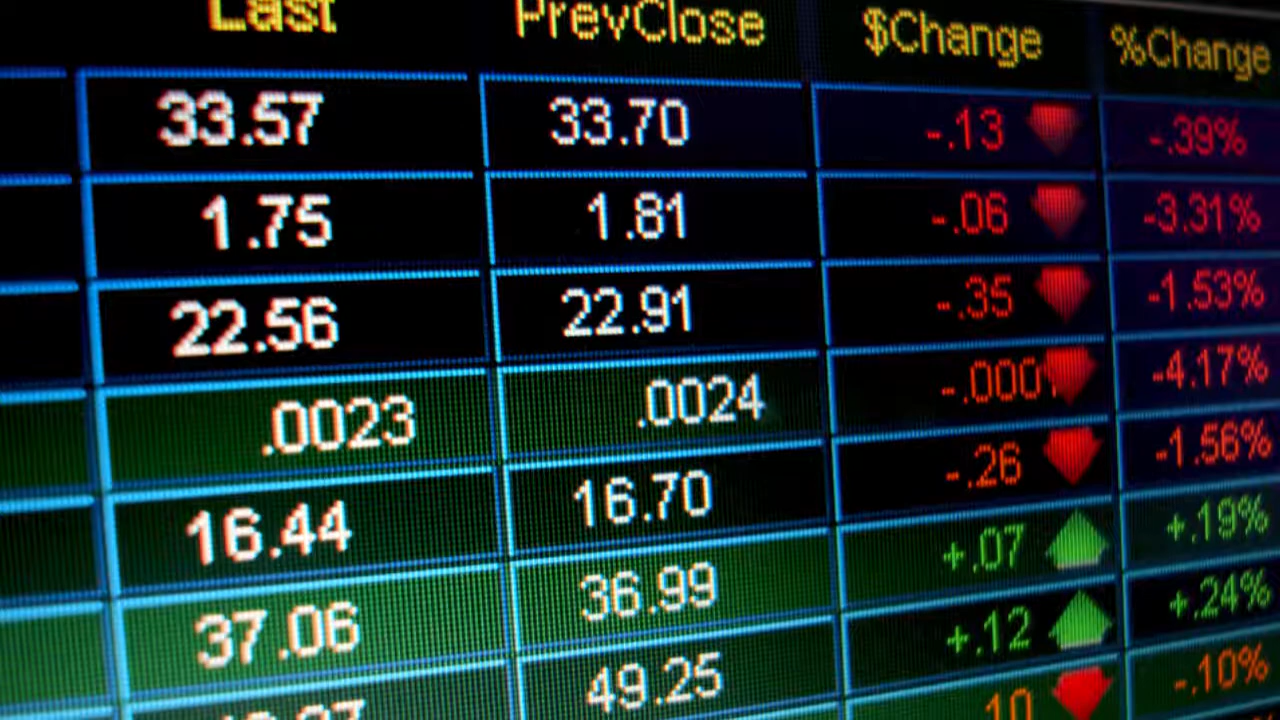 Last PrevClose $Change %Change
33.57 33.70 -.13 -.39%
1.75 1.81 -.06 -3.31%
22.56 22.91 -.35 -1.53%
.0023 .0024 -.0001 -4.17%
16.44 16.70 -.26 -1.56%
37.06 36.99 +.07 +.19%
49.25 +.12 +.24%
-.10%